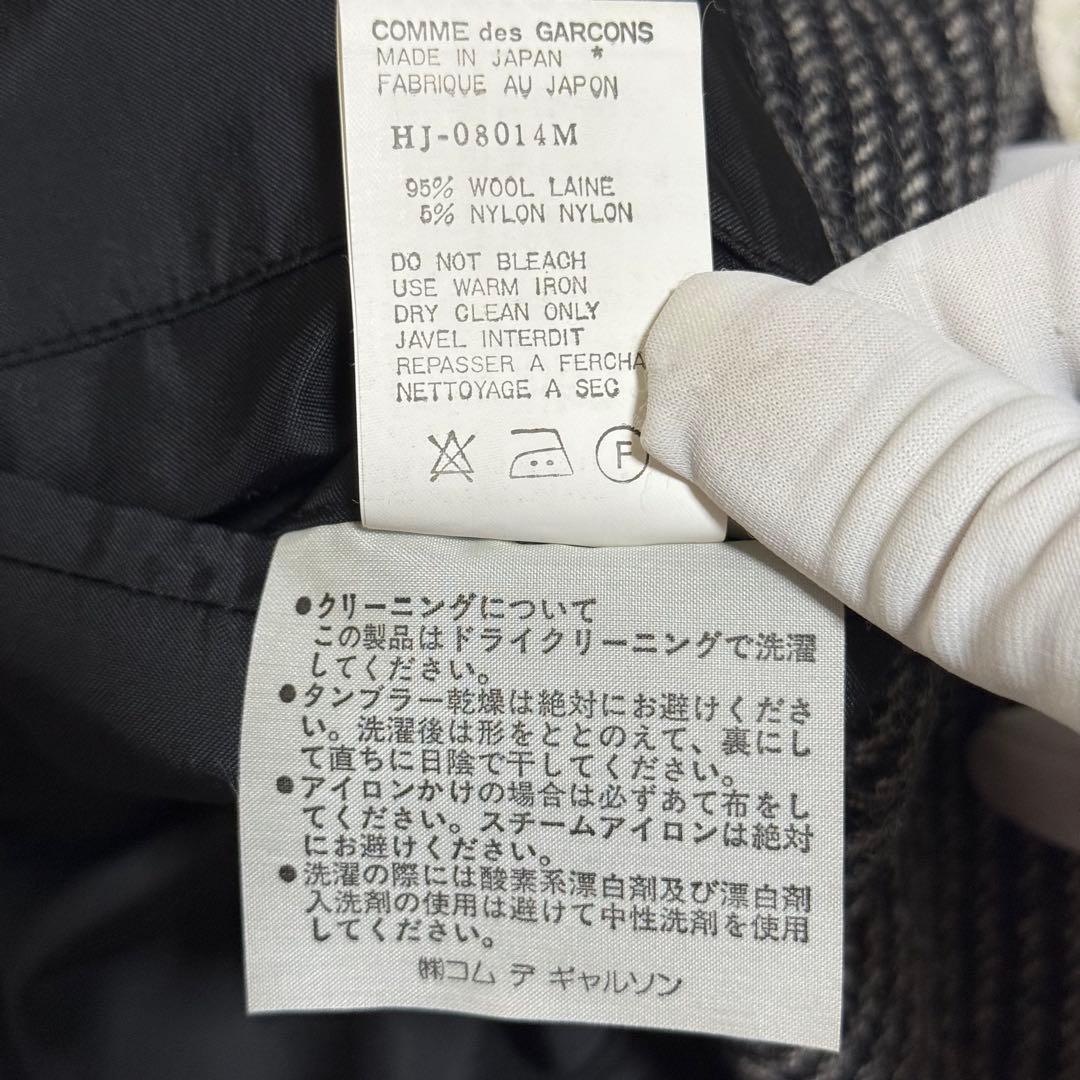 COMME des GARCONS
MADE IN JAPAN *
FABRIQUE AU JAPON
HJ-08014M
95% WOOL LAINE
5% NYLON NYLON
DO NOT BLEACH
USE WARM IRON
DRY CLEAN ONLY
JAVEL INTERDIT
REPASSER A FERCHA
NETTOYAGE A SEC
F
●クリーニングについて
この製品はドライクリーニングで洗濯
してください。
●タンブラー乾燥は絶対にお避けくださ
い。洗濯後は形をととのえて、裏にし
て直ちに日陰で干してください。
●アイロンかけの場合は必ずあて布をし
てください。スチームアイロンは絶対
にお避けください。
●洗濯の際には酸素系漂白剤及び漂白剤
入洗剤の使用は避けて中性洗剤を使用
してください。
㈱コム デ ギャルソン